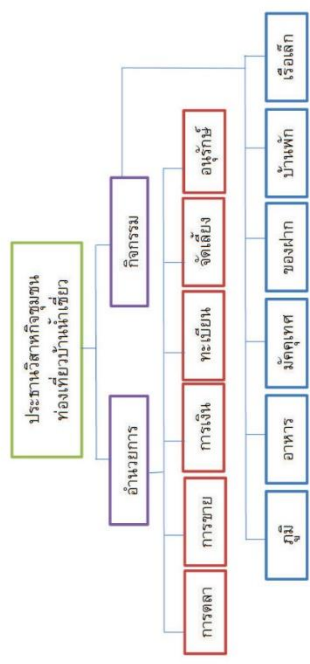 ประธานวิสาหกิจชุมชน
ท่องเที่ยวบ้านน้ำเชี่ยว
อำนวยการ
กิจกรรม
การตลา
การขาย
การเงิน
ทะเบียน
จัดเลี้ยง
อนุรักษ์
ภูมิ
อาหาร
มัคคุเทศ
ของฝาก
บ้านพัก
เรือเล็ก